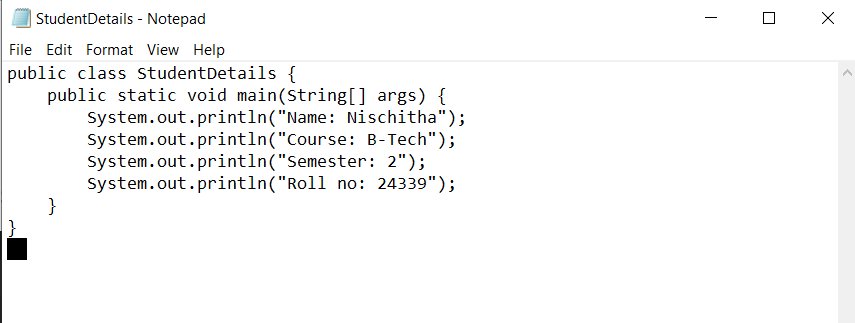 StudentDetails - Notepad
File Edit Format View Help
public class StudentDetails {
    public static void main(String[] args) {
        System.out.println("Name: Nischitha");
        System.out.println("Course: B-Tech");
        System.out.println("Semester: 2");
        System.out.println("Roll no: 24339");
    }
}